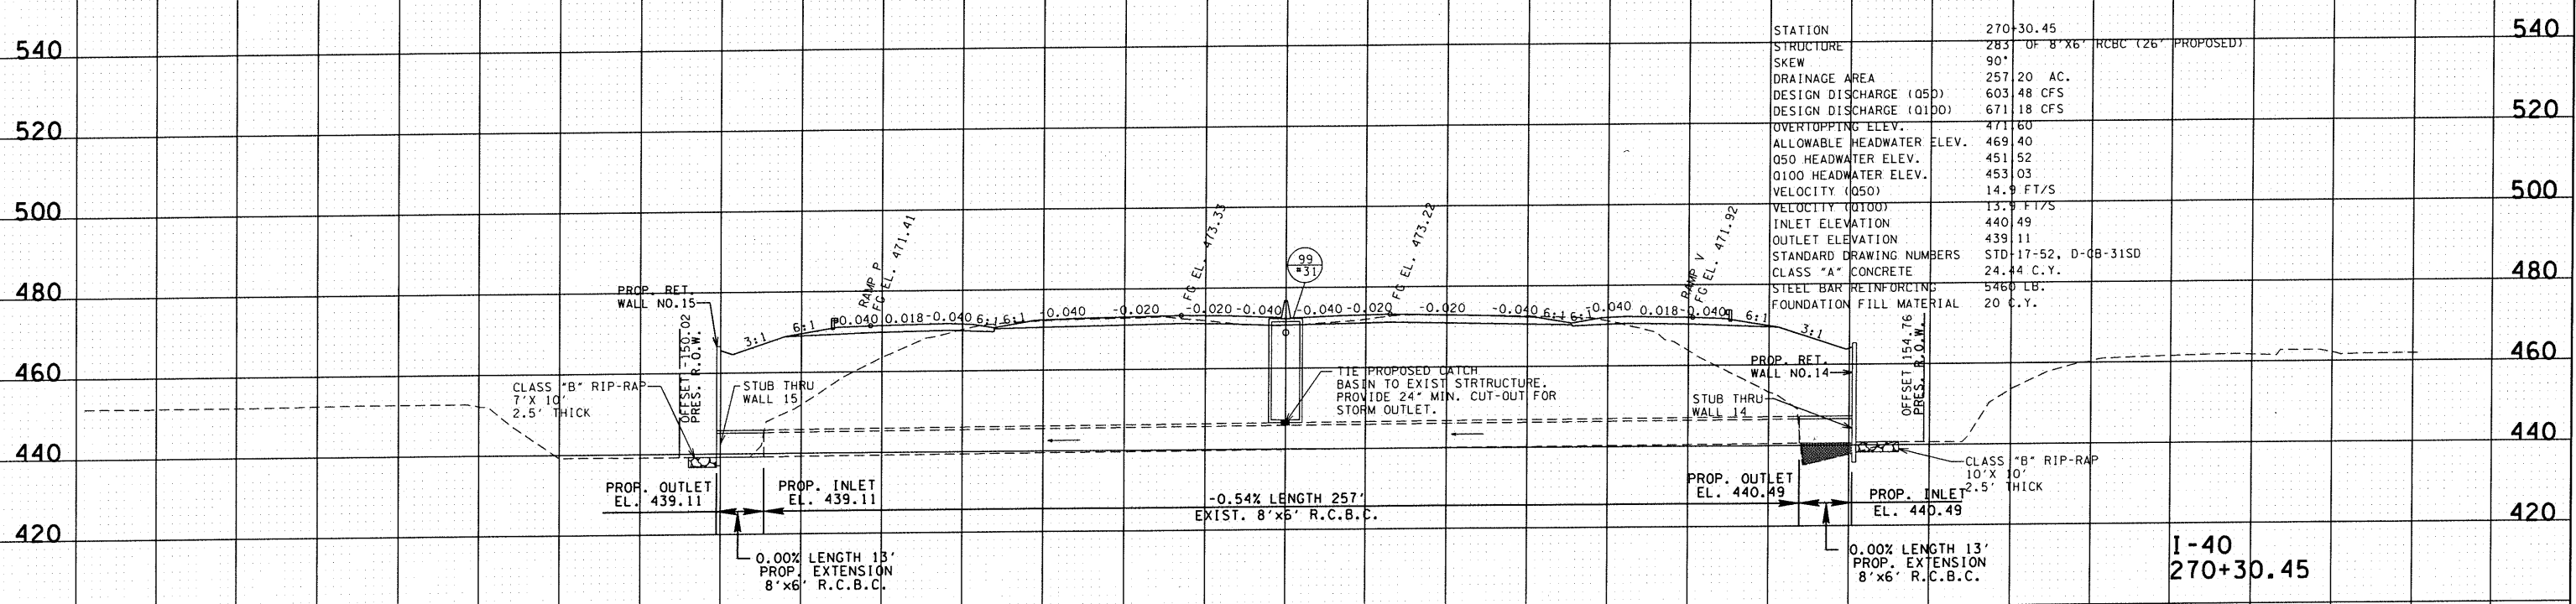 540
520
500
480
460
440
420
STATION 270+30.45
STRUCTURE 283' OF 8'X6' RCBC (26' PROPOSED)
SKEW 90°
DRAINAGE AREA 257.20 AC.
DESIGN DISCHARGE (Q50) 603.48 CFS
DESIGN DISCHARGE (Q100) 671.18 CFS
OVERTOPPING ELEV. 471.60
ALLOWABLE HEADWATER ELEV. 469.40
Q50 HEADWATER ELEV. 451.52
Q100 HEADWATER ELEV. 453.03
VELOCITY (Q50) 14.9 FT/S
VELOCITY (Q100) 13.9 FT/S
INLET ELEVATION 440.49
OUTLET ELEVATION 439.11
STANDARD DRAWING NUMBERS STD-17-52, D-CB-31SD
CLASS "A" CONCRETE 24.44 C.Y.
STEEL BAR REINFORCING 5460 LB.
FOUNDATION FILL MATERIAL 20 C.Y.
540
520
500
480
460
440
420
RAMP P
FG EL. 471.41
FG EL. 473.33
99
#31
FG EL. 473.22
RAMP V
FG EL. 471.92
PROP. RET.
WALL NO.15
3:1 6:1 -0.040 0.018 -0.040 6:1 6:1 -0.040 -0.020 -0.020 -0.040 -0.040 -0.020 -0.020 -0.040 6:1 6:1 -0.040 0.018 -0.040 6:1 3:1
OFFSET -150.02
PRES. R.O.W.
CLASS "B" RIP-RAP
7'X 10'
2.5' THICK
STUB THRU
WALL 15
TIE PROPOSED CATCH
BASIN TO EXIST STRTRUCTURE.
PROVIDE 24" MIN. CUT-OUT FOR
STORM OUTLET.
PROP. RET.
WALL NO.14
STUB THRU
WALL 14
OFFSET 154.76
PRES. R.O.W.
CLASS "B" RIP-RAP
10'X 10'
2.5' THICK
PROP. OUTLET
EL. 439.11
PROP. INLET
EL. 439.11
-0.54% LENGTH 257'
EXIST. 8'x6' R.C.B.C.
PROP. OUTLET
EL. 440.49
PROP. INLET
EL. 440.49
0.00% LENGTH 13'
PROP. EXTENSION
8'x6' R.C.B.C.
0.00% LENGTH 13'
PROP. EXTENSION
8'x6' R.C.B.C.
I-40
270+30.45